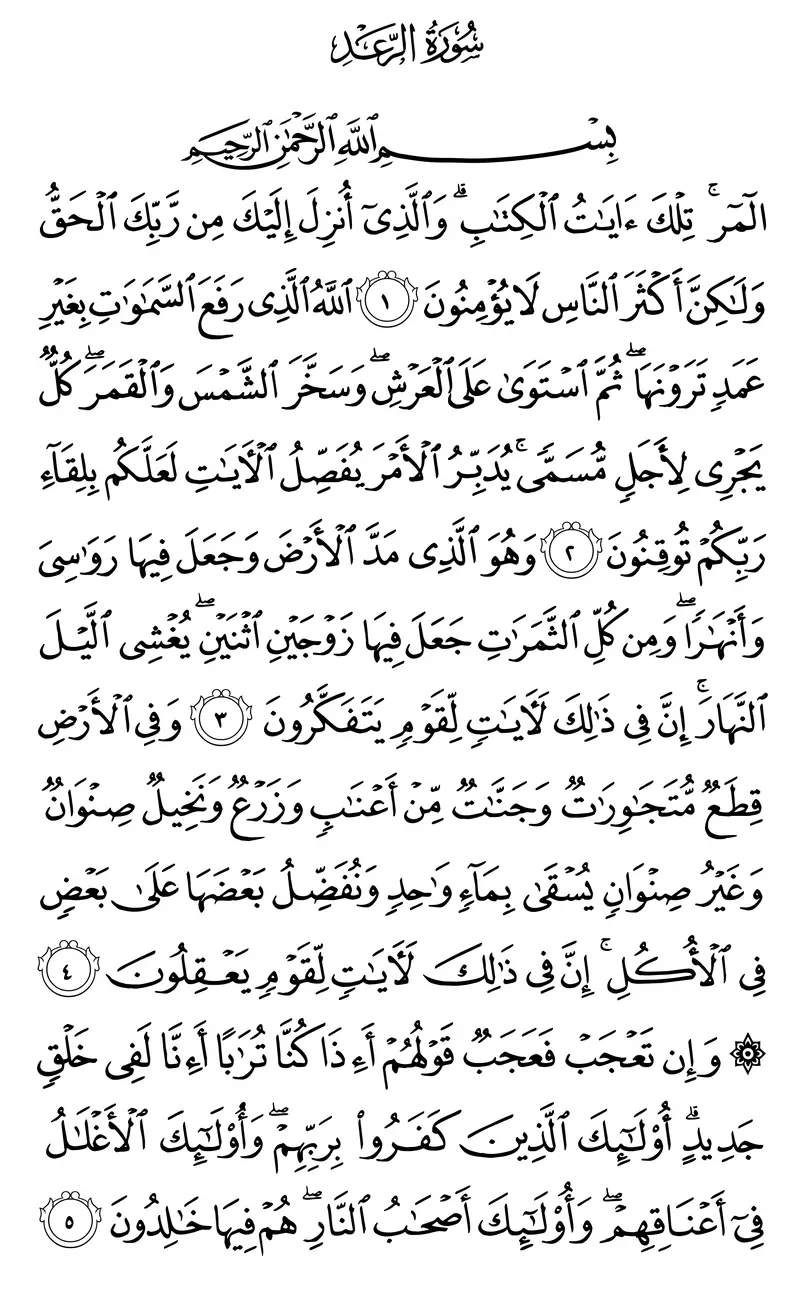 سُورَةُ الرَّعۡدِ
بِسۡمِ ٱللَّهِ ٱلرَّحۡمَٰنِ ٱلرَّحِيمِ
الٓمٓرۚ تِلۡكَ ءَايَٰتُ ٱلۡكِتَٰبِۗ وَٱلَّذِيٓ أُنزِلَ إِلَيۡكَ مِن رَّبِّكَ ٱلۡحَقُّ
وَلَٰكِنَّ أَكۡثَرَ ٱلنَّاسِ لَا يُؤۡمِنُونَ ١ ٱللَّهُ ٱلَّذِي رَفَعَ ٱلسَّمَٰوَٰتِ بِغَيۡرِ
عَمَدٖ تَرَوۡنَهَاۖ ثُمَّ ٱسۡتَوَىٰ عَلَى ٱلۡعَرۡشِۖ وَسَخَّرَ ٱلشَّمۡسَ وَٱلۡقَمَرَۖ كُلّٞ
يَجۡرِي لِأَجَلٖ مُّسَمّٗىۚ يُدَبِّرُ ٱلۡأَمۡرَ يُفَصِّلُ ٱلۡأٓيَٰتِ لَعَلَّكُم بِلِقَآءِ
رَبِّكُمۡ تُوقِنُونَ ٢ وَهُوَ ٱلَّذِي مَدَّ ٱلۡأَرۡضَ وَجَعَلَ فِيهَا رَوَٰسِيَ
وَأَنۡهَٰرٗاۖ وَمِن كُلِّ ٱلثَّمَرَٰتِ جَعَلَ فِيهَا زَوۡجَيۡنِ ٱثۡنَيۡنِۖ يُغۡشِي ٱلَّيۡلَ
ٱلنَّهَارَۚ إِنَّ فِي ذَٰلِكَ لَأٓيَٰتٖ لِّقَوۡمٖ يَتَفَكَّرُونَ ٣ وَفِي ٱلۡأَرۡضِ
قِطَعٞ مُّتَجَٰوِرَٰتٞ وَجَنَّٰتٞ مِّنۡ أَعۡنَٰبٖ وَزَرۡعٞ وَنَخِيلٞ صِنۡوَانٞ
وَغَيۡرُ صِنۡوَانٖ يُسۡقَىٰ بِمَآءٖ وَٰحِدٖ وَنُفَضِّلُ بَعۡضَهَا عَلَىٰ بَعۡضٖ
فِي ٱلۡأُكُلِۚ إِنَّ فِي ذَٰلِكَ لَأٓيَٰتٖ لِّقَوۡمٖ يَعۡقِلُونَ ٤
۞ وَإِن تَعۡجَبۡ فَعَجَبٞ قَوۡلُهُمۡ أَءِذَا كُنَّا تُرَٰبًا أَءِنَّا لَفِي خَلۡقٖ
جَدِيدٍۗ أُوْلَٰٓئِكَ ٱلَّذِينَ كَفَرُواْ بِرَبِّهِمۡۖ وَأُوْلَٰٓئِكَ ٱلۡأَغۡلَٰلُ
فِيٓ أَعۡنَاقِهِمۡۖ وَأُوْلَٰٓئِكَ أَصۡحَٰبُ ٱلنَّارِۖ هُمۡ فِيهَا خَٰلِدُونَ ٥